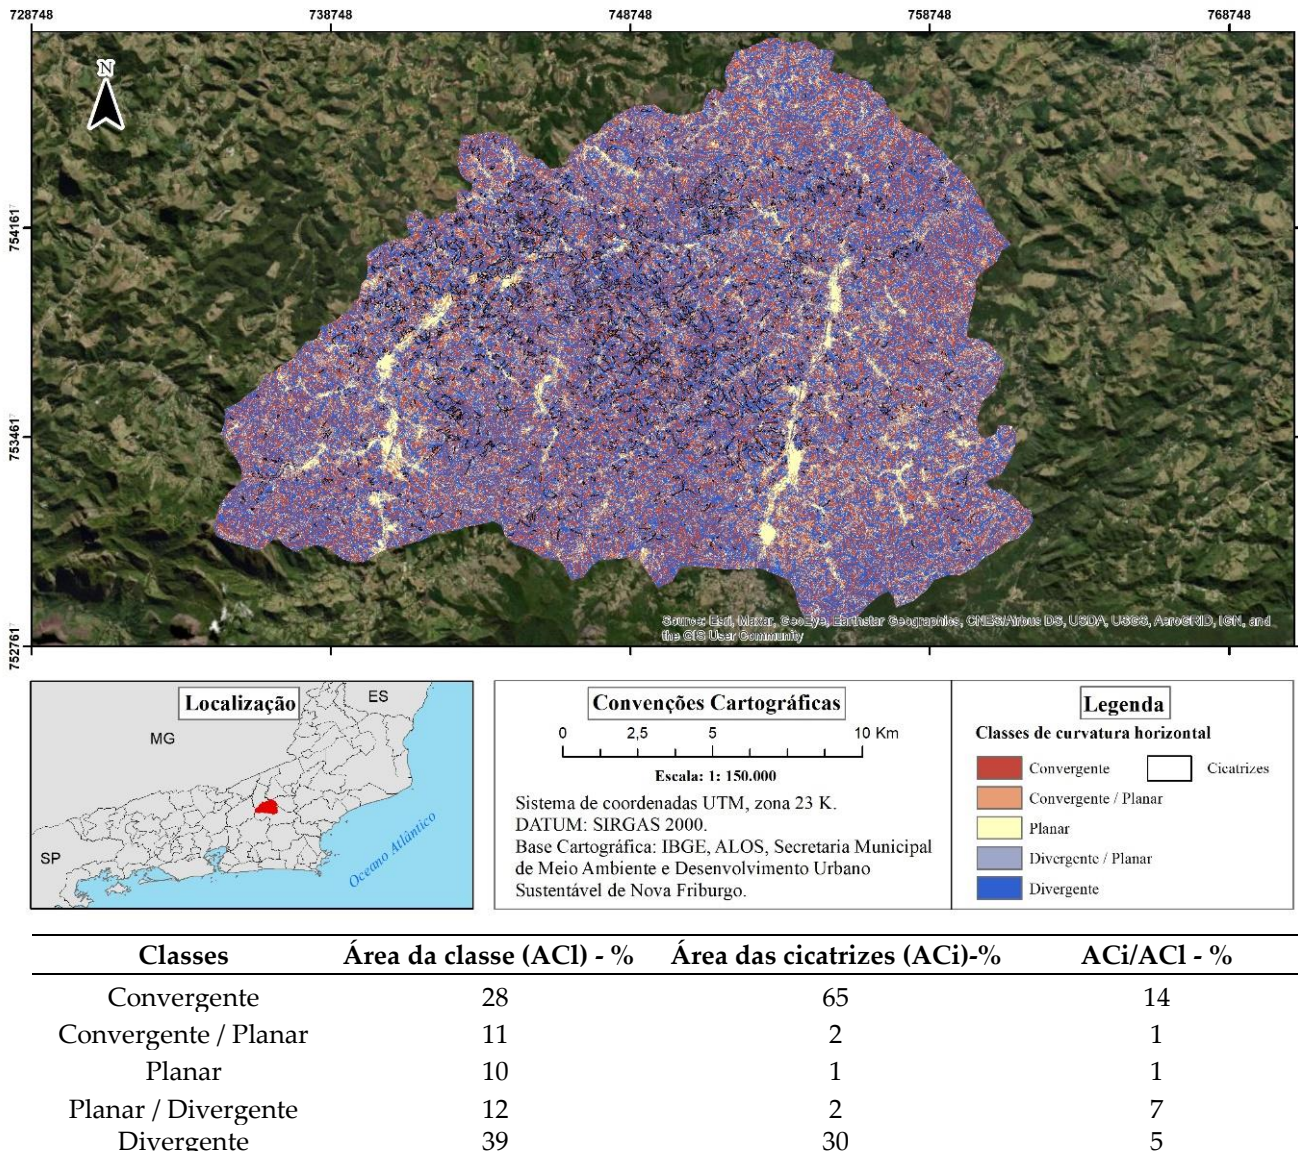 728748 738748 748748 758748 768748
N
7541617
7534617
7527617
Source: Esri, Maxar, GeoEye, Earthstar Geographics, CNES/Airbus DS, USDA, USGS, AeroGRID, IGN, and
the GIS User Community
Localização
MG
ES
SP
Oceano Atlântico
Convenções Cartográficas
0 2,5 5 10 Km
Escala: 1: 150.000
Sistema de coordenadas UTM, zona 23 K.
DATUM: SIRGAS 2000.
Base Cartográfica: IBGE, ALOS, Secretaria Municipal
de Meio Ambiente e Desenvolvimento Urbano
Sustentável de Nova Friburgo.
Legenda
Classes de curvatura horizontal
Convergente Cicatrizes
Convergente / Planar
Planar
Divergente / Planar
Divergente
Classes Área da classe (ACl) - % Área das cicatrizes (ACi)-% ACi/ACl - %
Convergente 28 65 14
Convergente / Planar 11 2 1
Planar 10 1 1
Planar / Divergente 12 2 7
Divergente 39 30 5